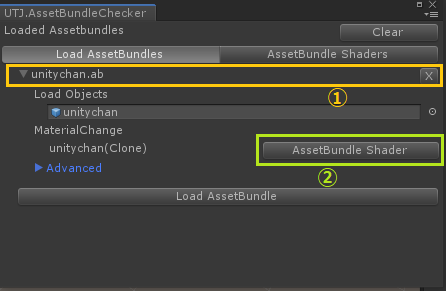 UTJ.AssetBundleChecker
Loaded Assetbundles Clear
Load AssetBundles AssetBundle Shaders
unitychan.ab X
①
Load Objects
unitychan
MaterialChange
unitychan(Clone) AssetBundle Shader
②
Advanced
Load AssetBundle